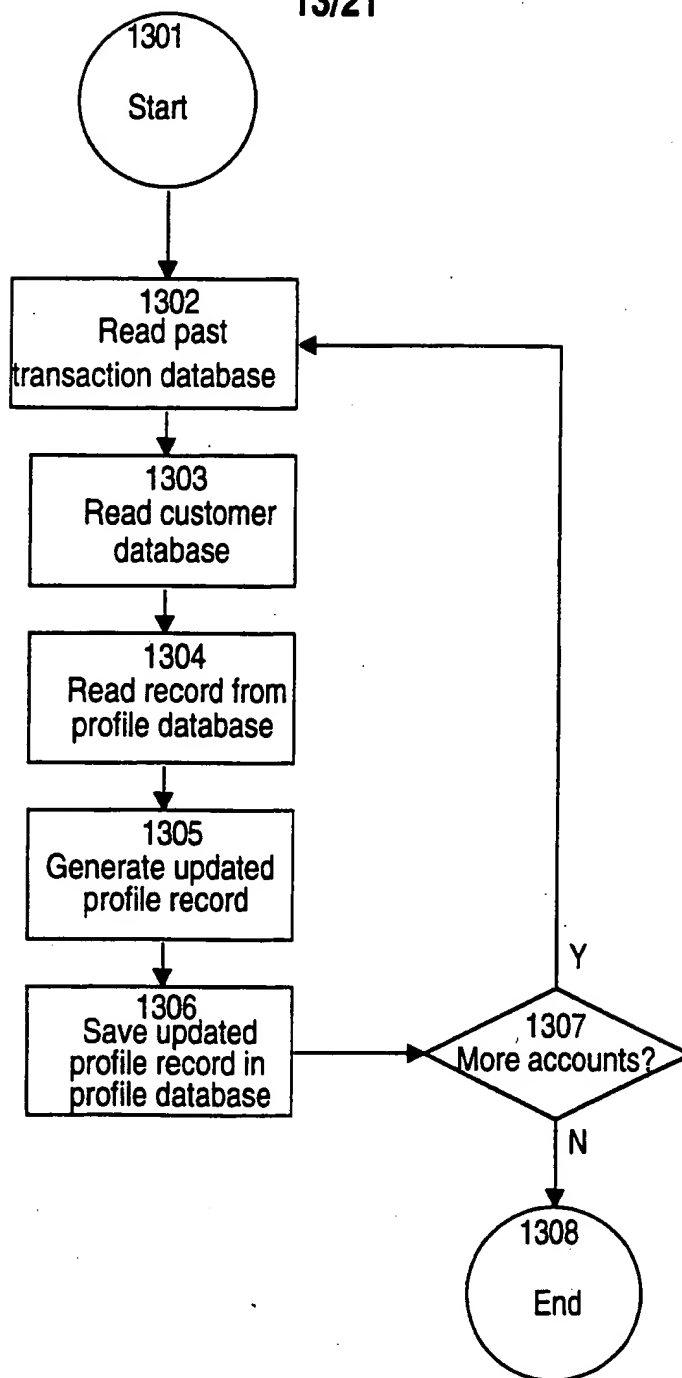 13/21
1301
Start
1302
Read past
transaction database
1303
Read customer
database
1304
Read record from
profile database
1305
Generate updated
profile record
1306
Save updated
profile record in
profile database
Y
1307
More accounts?
N
1308
End